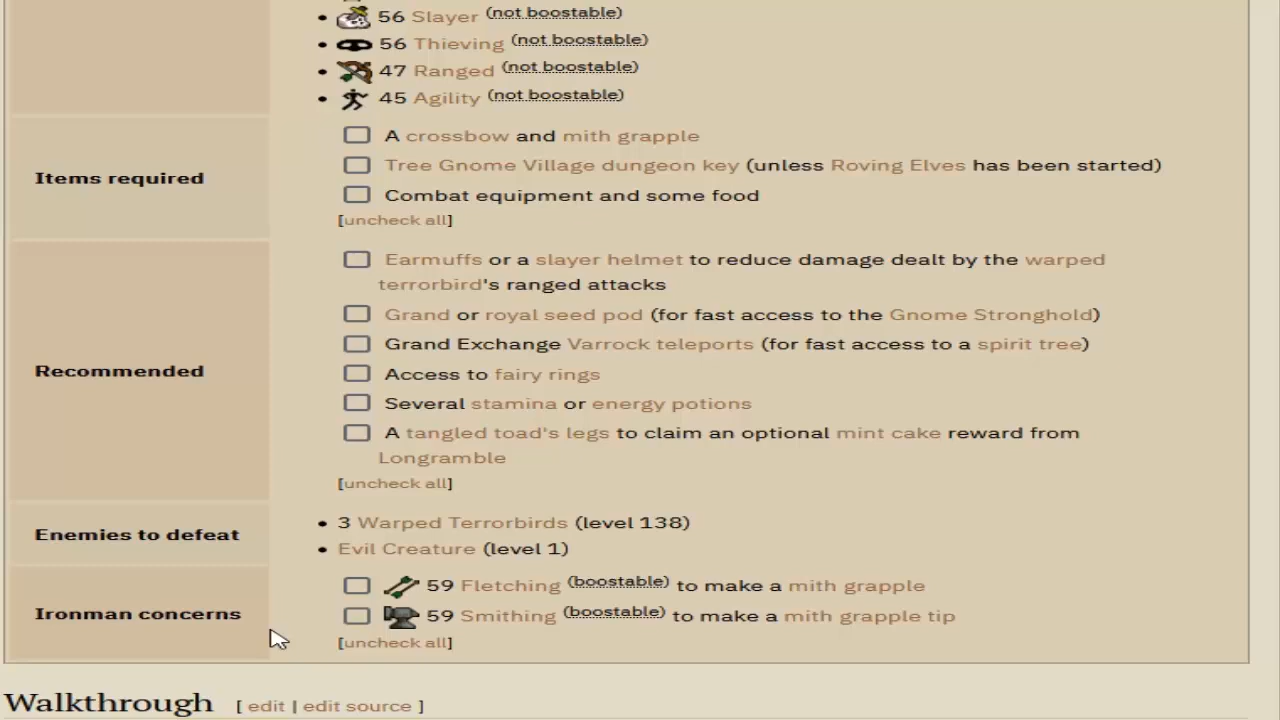 56 Slayer (not boostable)
56 Thieving (not boostable)
47 Ranged (not boostable)
45 Agility (not boostable)
Items required
A crossbow and mith grapple
Tree Gnome Village dungeon key (unless Roving Elves has been started)
Combat equipment and some food
[uncheck all]
Recommended
Earmuffs or a slayer helmet to reduce damage dealt by the warped
terrorbird's ranged attacks
Grand or royal seed pod (for fast access to the Gnome Stronghold)
Grand Exchange Varrock teleports (for fast access to a spirit tree)
Access to fairy rings
Several stamina or energy potions
A tangled toad's legs to claim an optional mint cake reward from
Longramble
[uncheck all]
Enemies to defeat
3 Warped Terrorbirds (level 138)
Evil Creature (level 1)
Ironman concerns
59 Fletching (boostable) to make a mith grapple
59 Smithing (boostable) to make a mith grapple tip
[uncheck all]
Walkthrough [ edit | edit source ]